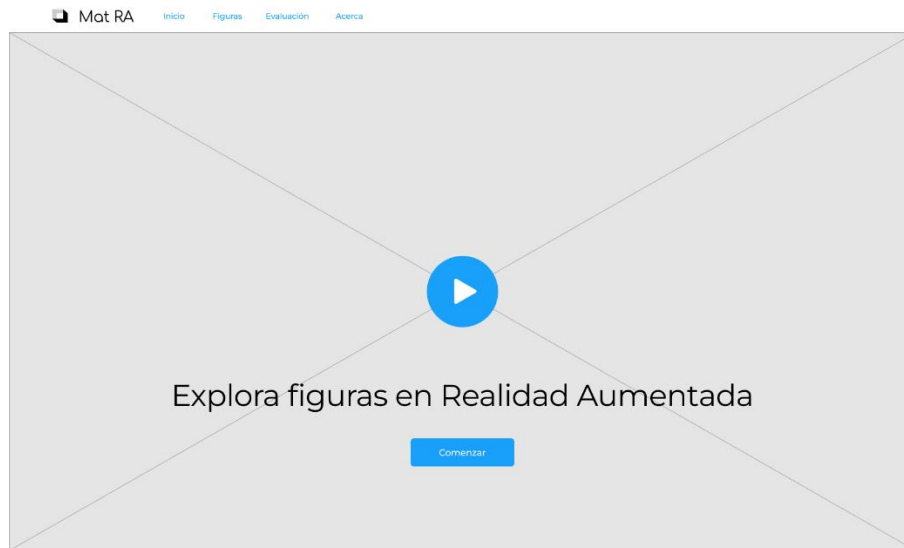 Mat RA Inicio Figuras Evaluación Acerca
Explora figuras en Realidad Aumentada
Comenzar